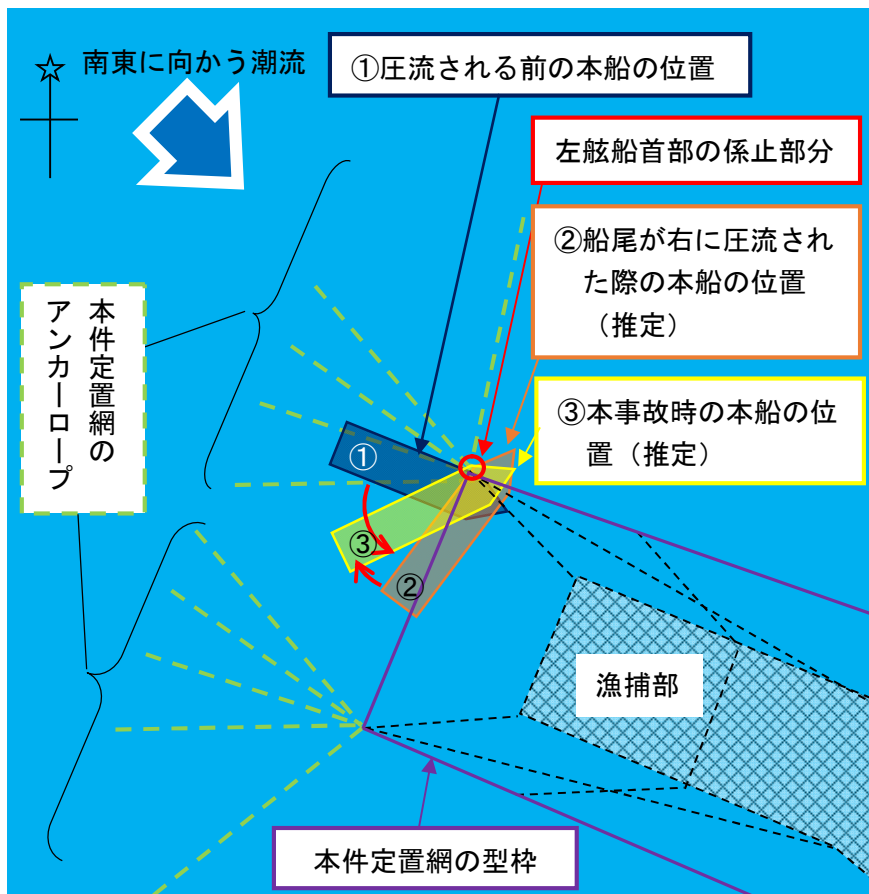 南東に向かう潮流
①圧流される前の本船の位置
左舷船首部の係止部分
②船尾が右に圧流され
た際の本船の位置
（推定）
③本事故時の本船の位
置（推定）
本件定置網の
アンカーロープ
①
③
②
漁捕部
本件定置網の型枠